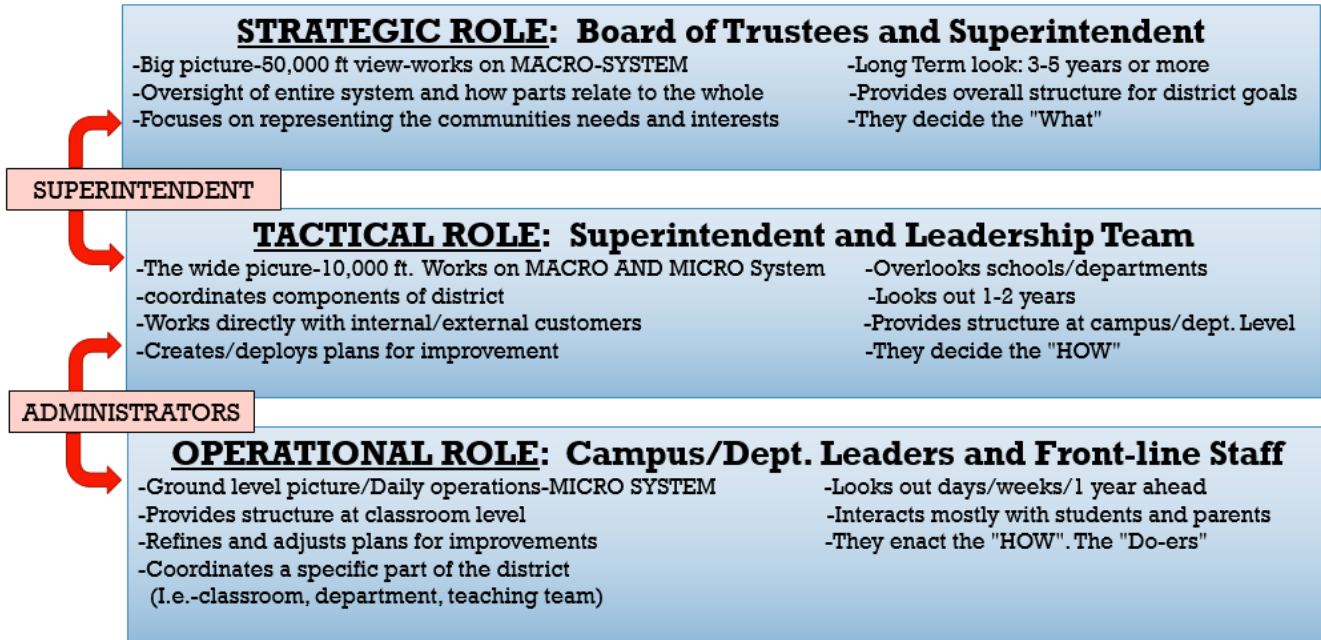 STRATEGIC ROLE: Board of Trustees and Superintendent
-Big picture-50,000 ft view-works on MACRO-SYSTEM
-Oversight of entire system and how parts relate to the whole
-Focuses on representing the communities needs and interests
-Long Term look: 3-5 years or more
-Provides overall structure for district goals
-They decide the "What"
SUPERINTENDENT
TACTICAL ROLE: Superintendent and Leadership Team
-The wide picure-10,000 ft. Works on MACRO AND MICRO System
-coordinates components of district
-Works directly with internal/external customers
-Creates/deploys plans for improvement
-Overlooks schools/departments
-Looks out 1-2 years
-Provides structure at campus/dept. Level
-They decide the "HOW"
ADMINISTRATORS
OPERATIONAL ROLE: Campus/Dept. Leaders and Front-line Staff
-Ground level picture/Daily operations-MICRO SYSTEM
-Provides structure at classroom level
-Refines and adjusts plans for improvements
-Coordinates a specific part of the district
(I.e.-classroom, department, teaching team)
-Looks out days/weeks/1 year ahead
-Interacts mostly with students and parents
-They enact the "HOW". The "Do-ers"